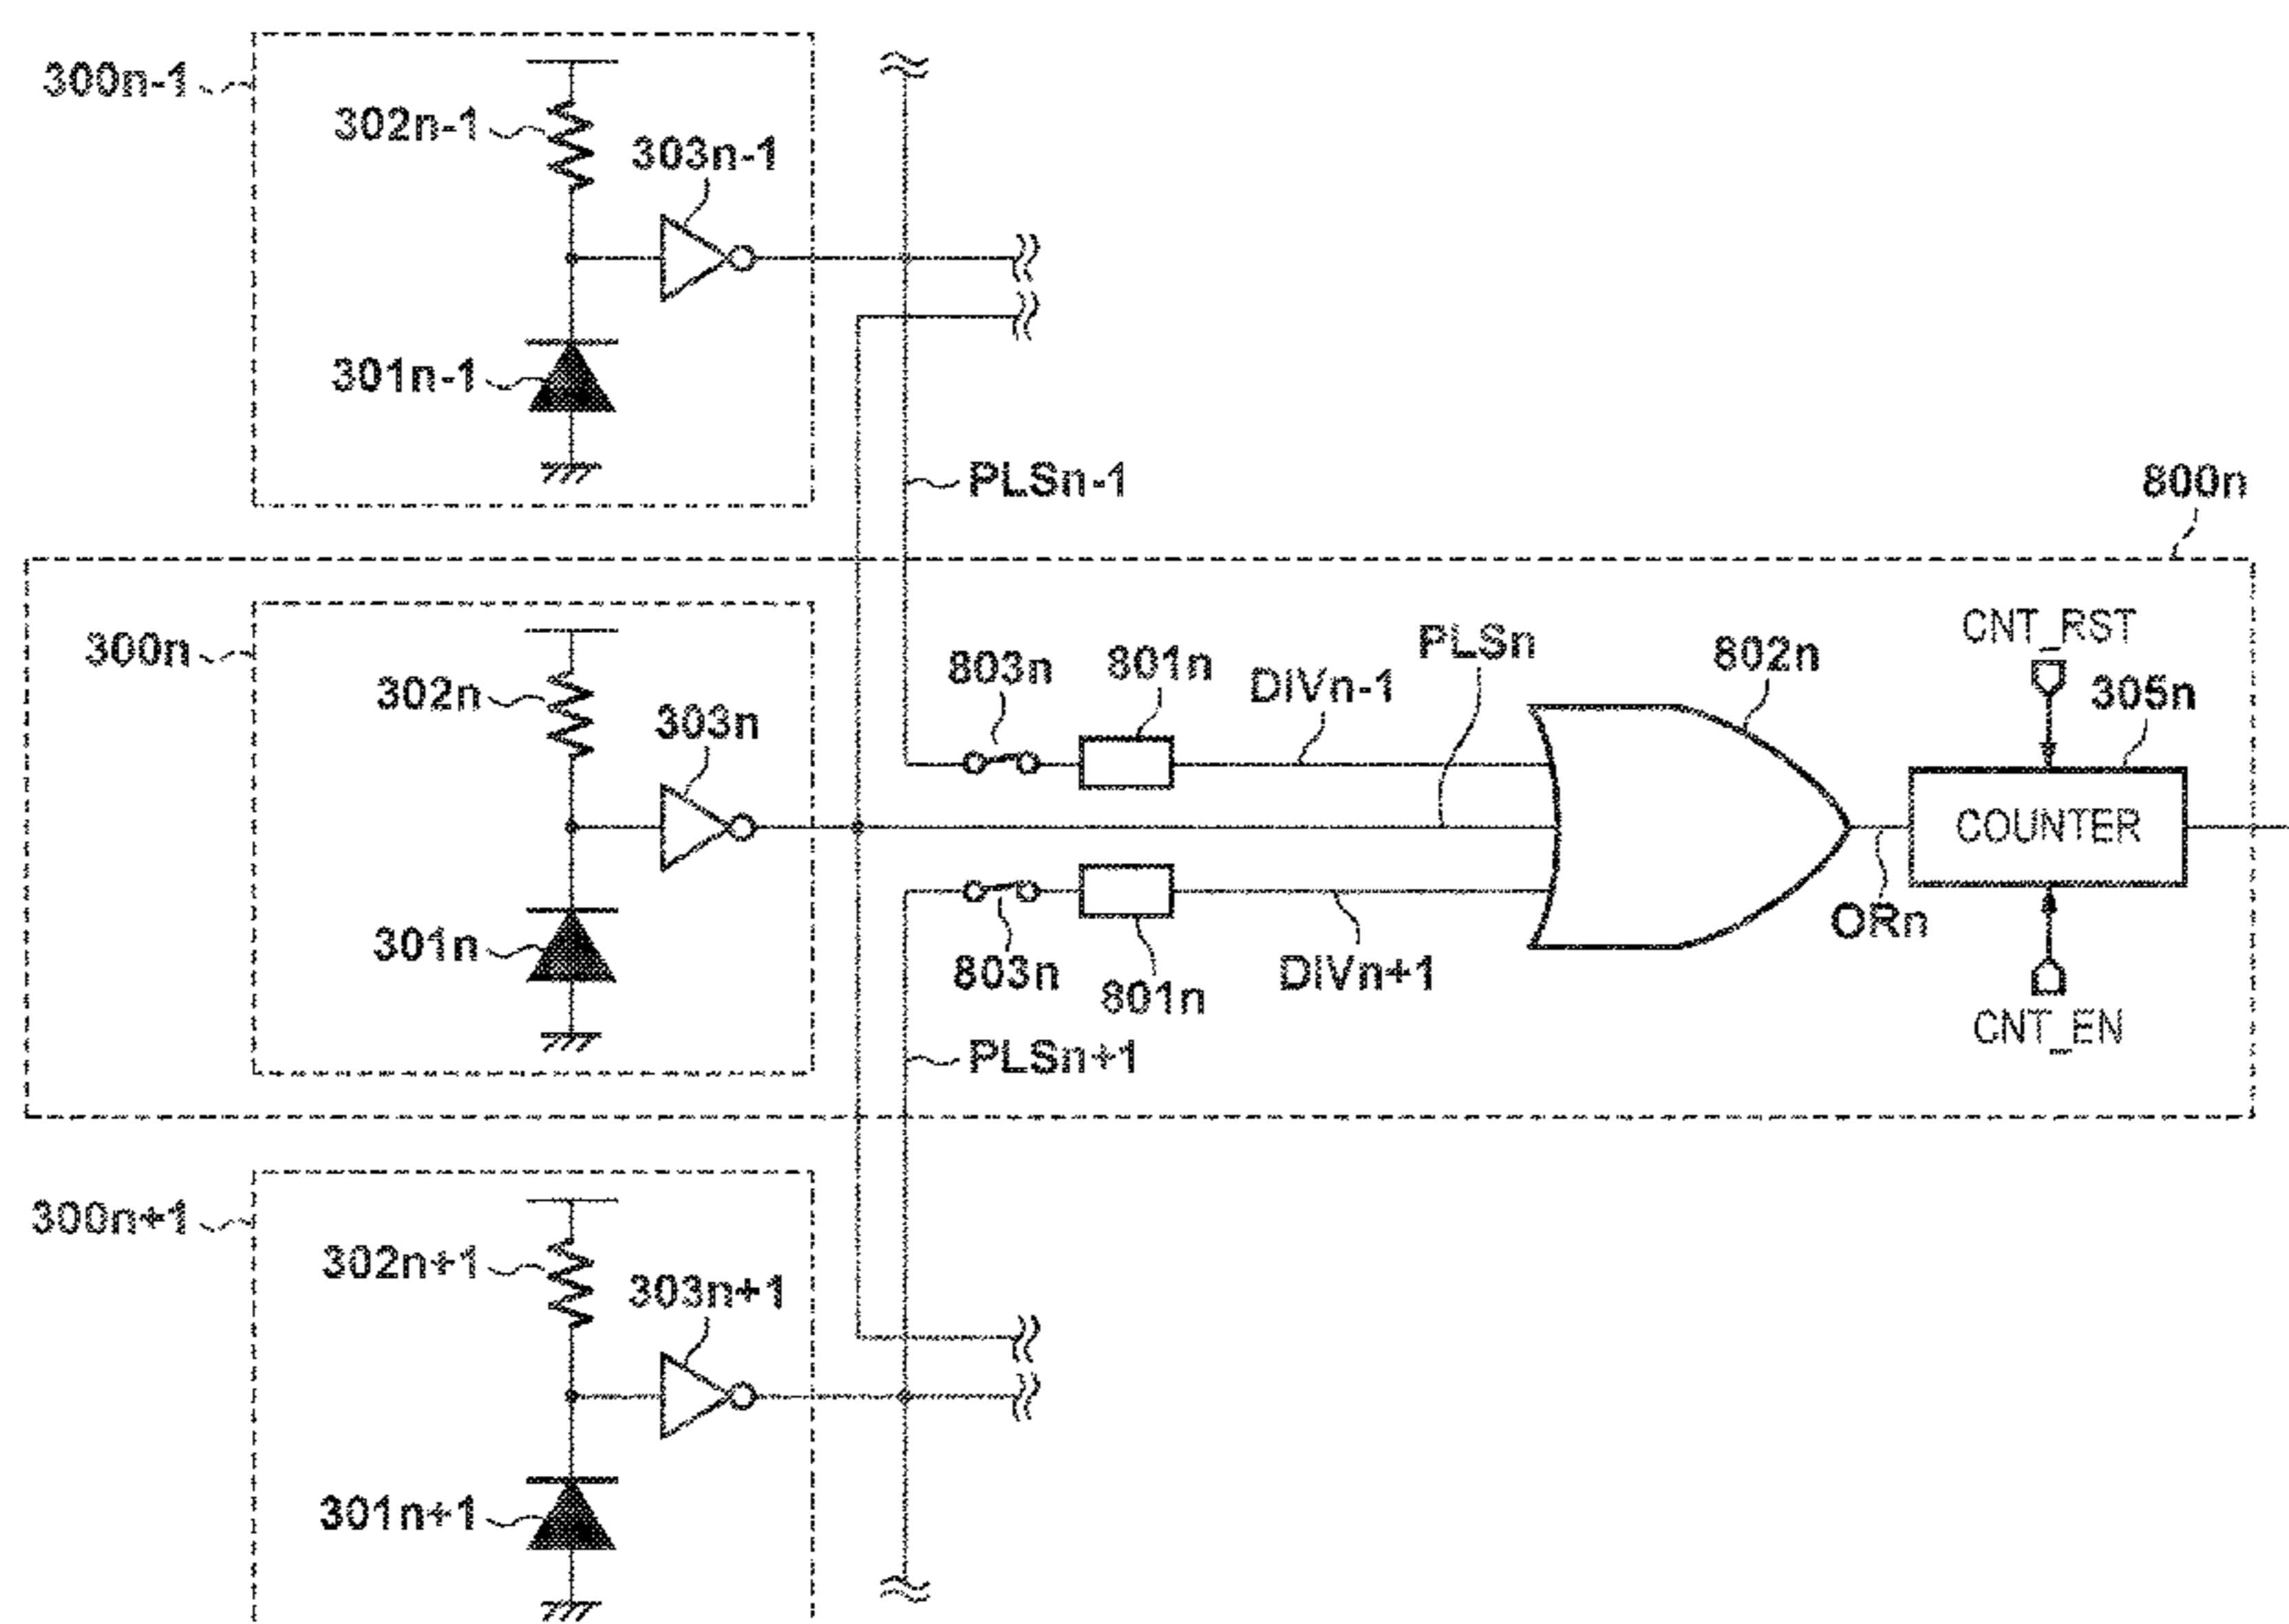 300n-1
302n-1
303n-1
301n-1
PLSn-1
800n
300n
302n
303n
301n
803n
801n
DIVn-1
PLSn
802n
CNT_RST
305n
COUNTER
ORn
803n
801n
DIVn+1
CNT_EN
PLSn+1
300n+1
302n+1
303n+1
301n+1